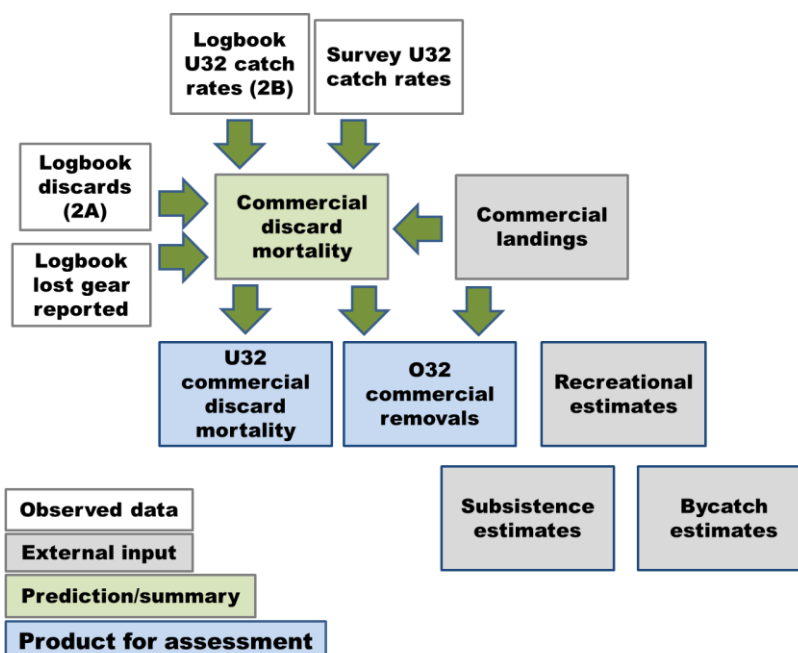 Logbook
U32 catch
rates (2B)
Survey U32
catch rates
Logbook
discards
(2A)
Commercial
discard
mortality
Commercial
landings
Logbook
lost gear
reported
U32
commercial
discard
mortality
O32
commercial
removals
Recreational
estimates
Subsistence
estimates
Bycatch
estimates
Observed data
External input
Prediction/summary
Product for assessment